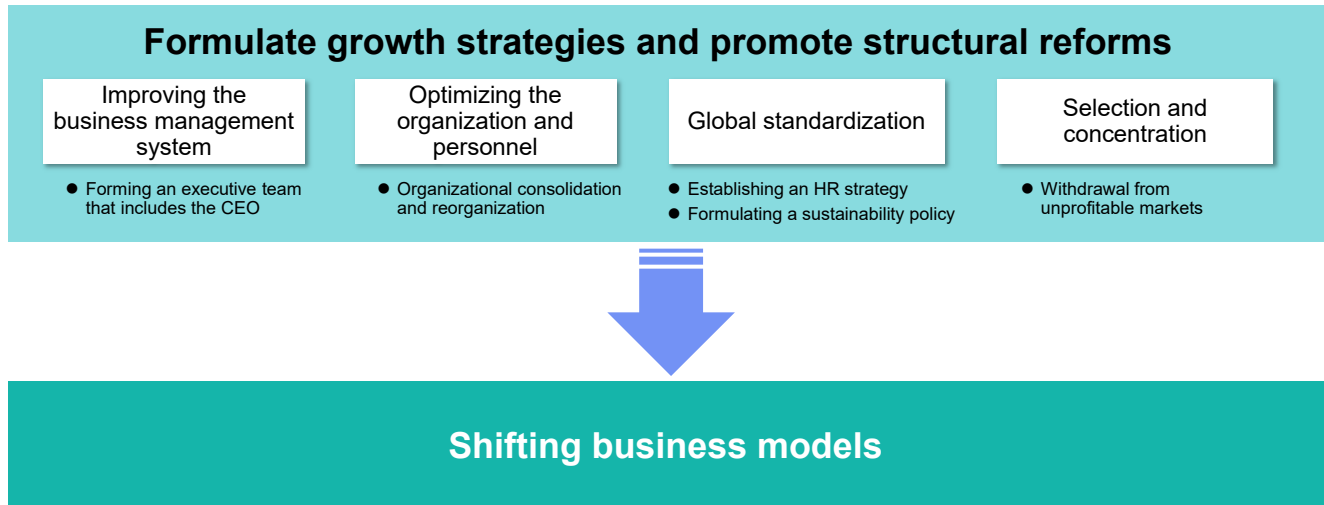 Formulate growth strategies and promote structural reforms
Improving the
business management
system
● Forming an executive team
that includes the CEO
Optimizing the
organization and
personnel
● Organizational consolidation
and reorganization
Global standardization
● Establishing an HR strategy
● Formulating a sustainability policy
Selection and
concentration
● Withdrawal from
unprofitable markets
Shifting business models